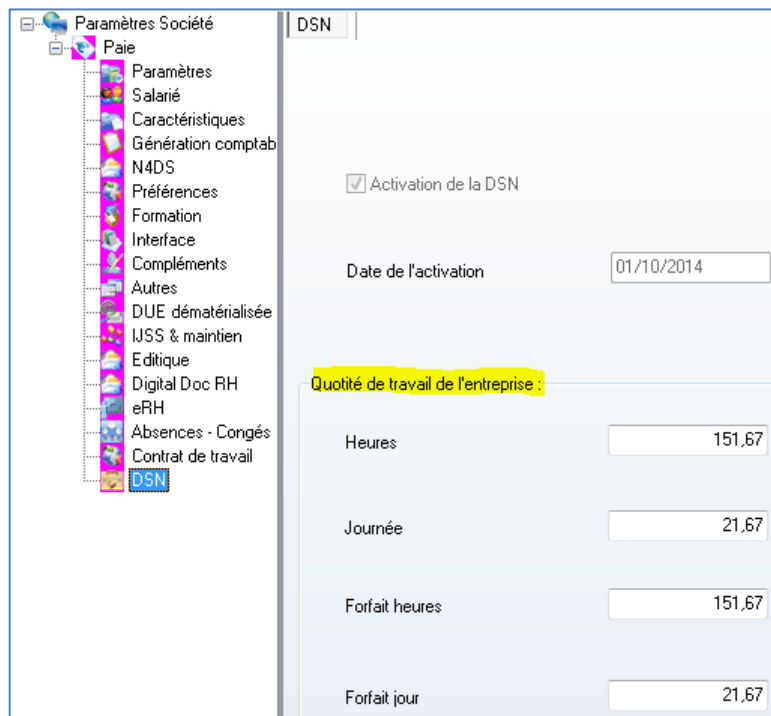 Paramètres Société
Paie
Paramètres
Salarié
Caractéristiques
Génération comptab
N4DS
Préférences
Formation
Interface
Compléments
Autres
DUE dématérialisée
IJSS & maintien
Editique
Digital Doc RH
eRH
Absences - Congés
Contrat de travail
DSN
DSN
Activation de la DSN
Date de l'activation 01/10/2014
Quotité de travail de l'entreprise :
Heures 151,67
Journée 21,67
Forfait heures 151,67
Forfait jour 21,67